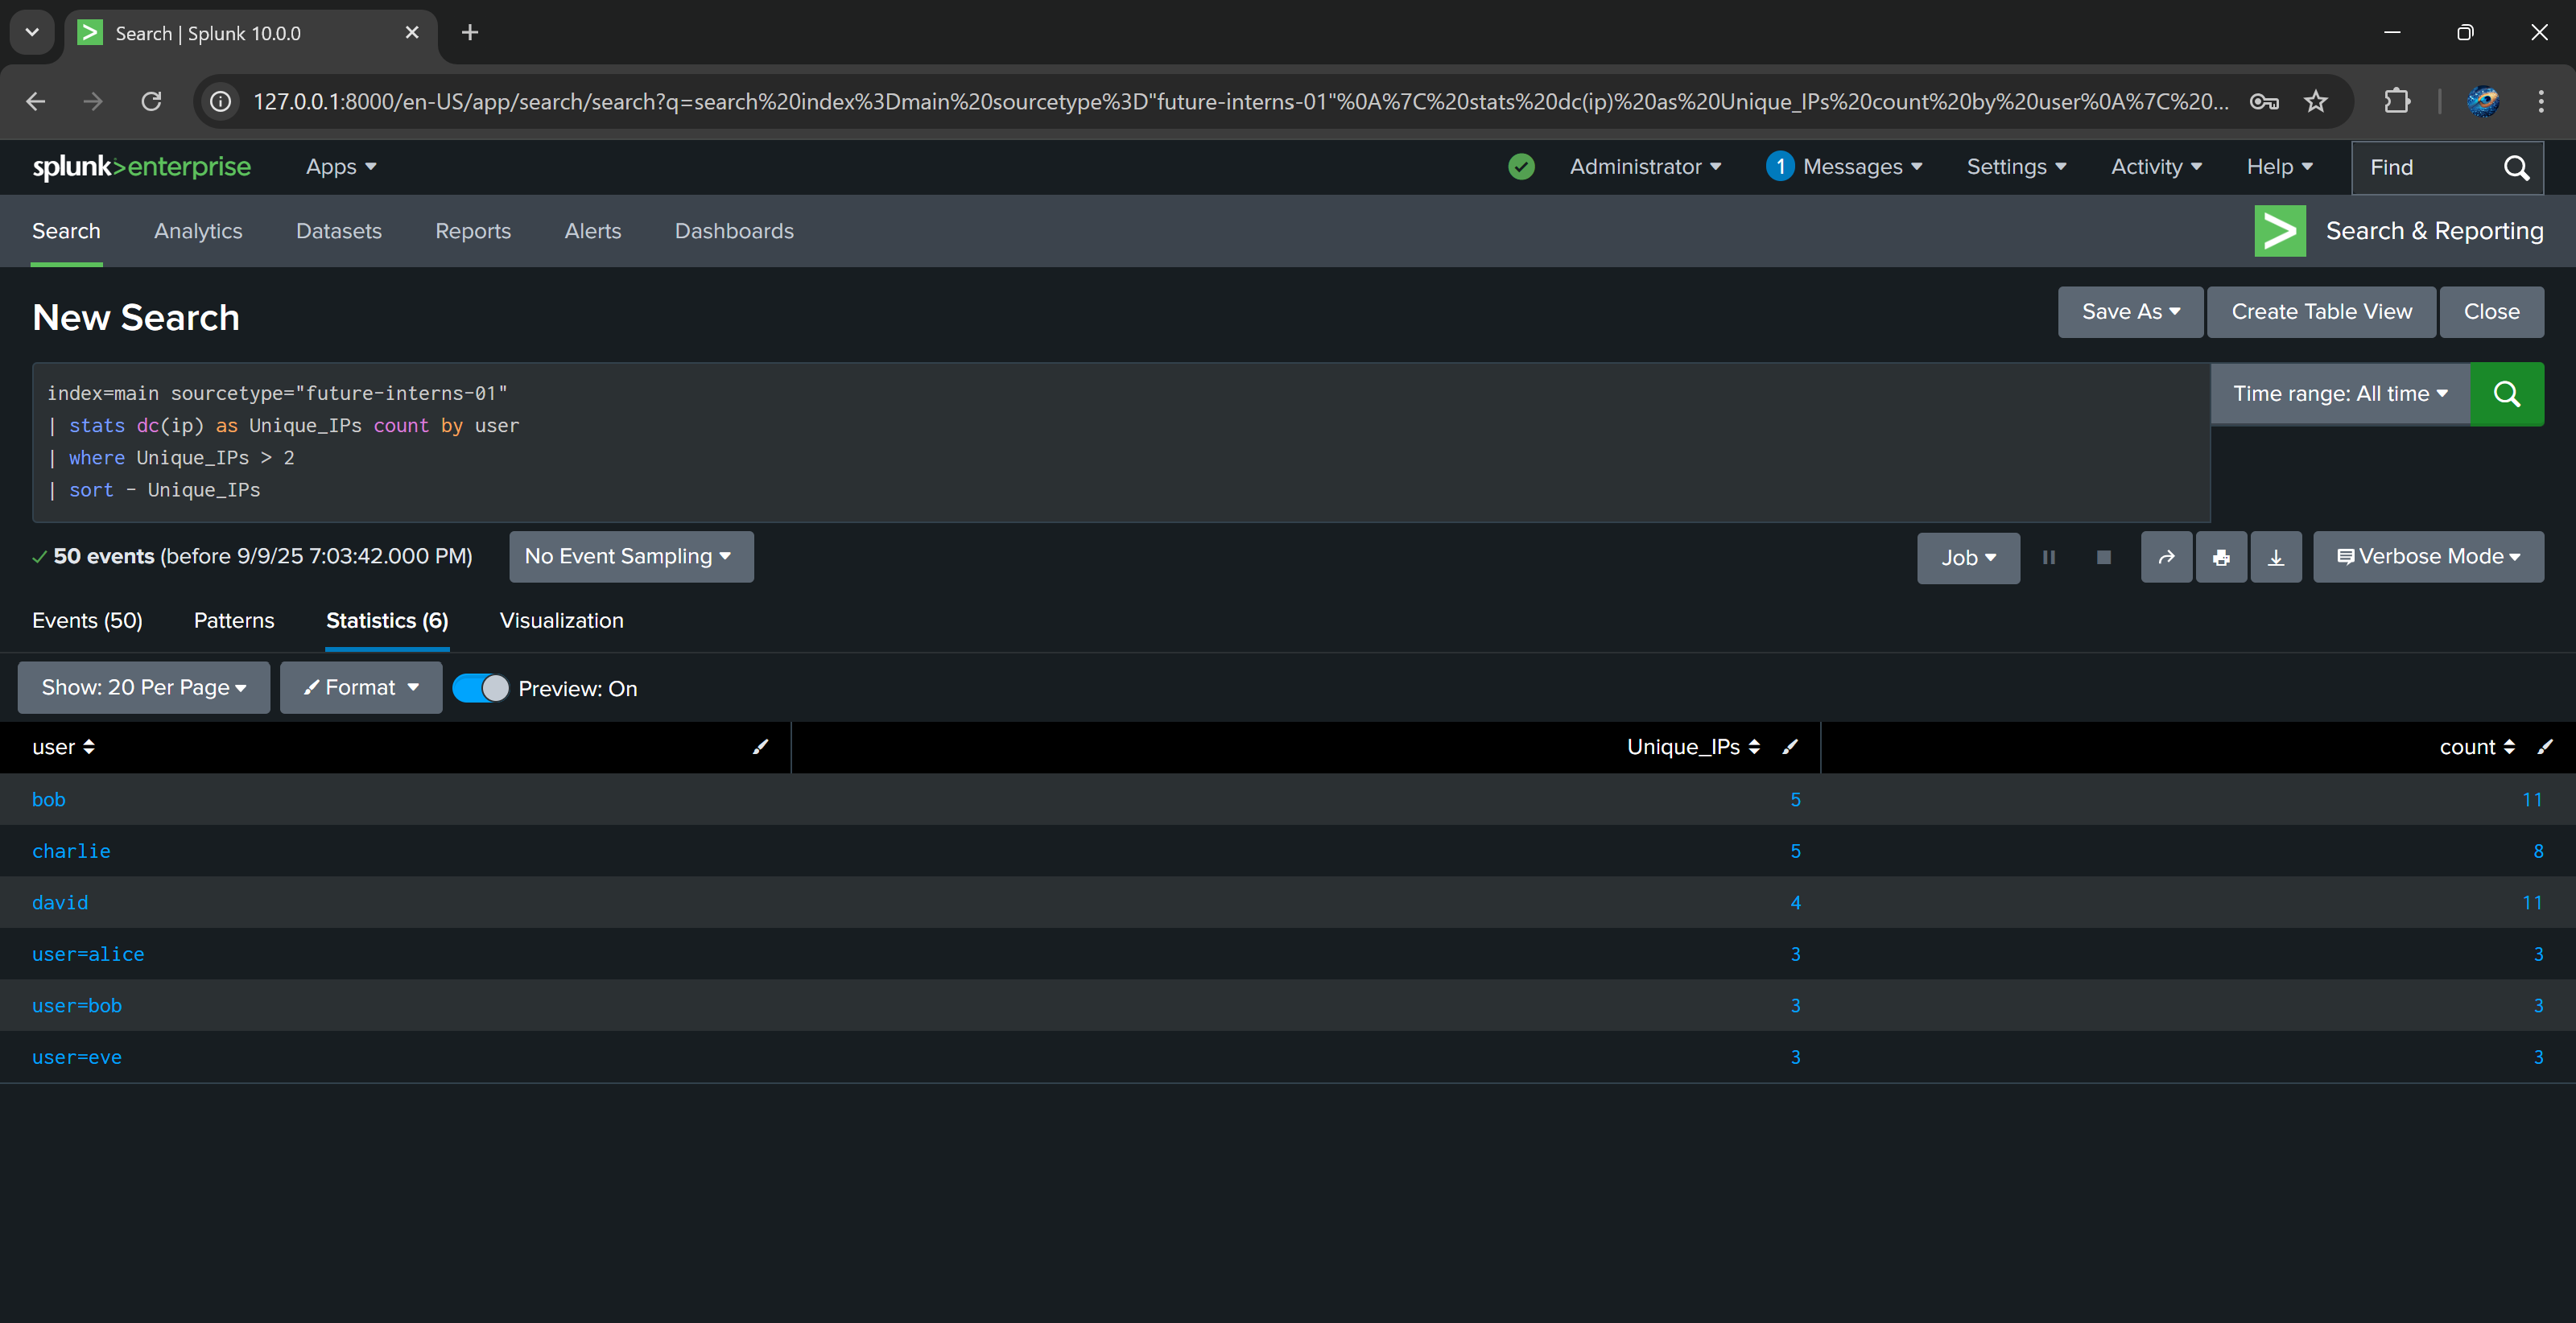 Search | Splunk 10.0.0
127.0.0.1:8000/en-US/app/search/search?q=search%20index%3Dmain%20sourcetype%3D"future-interns-01"%0A%7C%20stats%20dc(ip)%20as%20Unique_IPs%20count%20by%20user%0A%7C%20...
splunk>enterprise Apps Administrator 1 Messages Settings Activity Help Find
Search Analytics Datasets Reports Alerts Dashboards > Search & Reporting
New Search Save As Create Table View Close
index=main sourcetype="future-interns-01" Time range: All time
| stats dc(ip) as Unique_IPs count by user
| where Unique_IPs > 2
| sort - Unique_IPs
50 events (before 9/9/25 7:03:42.000 PM) No Event Sampling Job Verbose Mode
Events (50) Patterns Statistics (6) Visualization
Show: 20 Per Page Format Preview: On
user Unique_IPs count
bob 5 11
charlie 5 8
david 4 11
user=alice 3 3
user=bob 3 3
user=eve 3 3